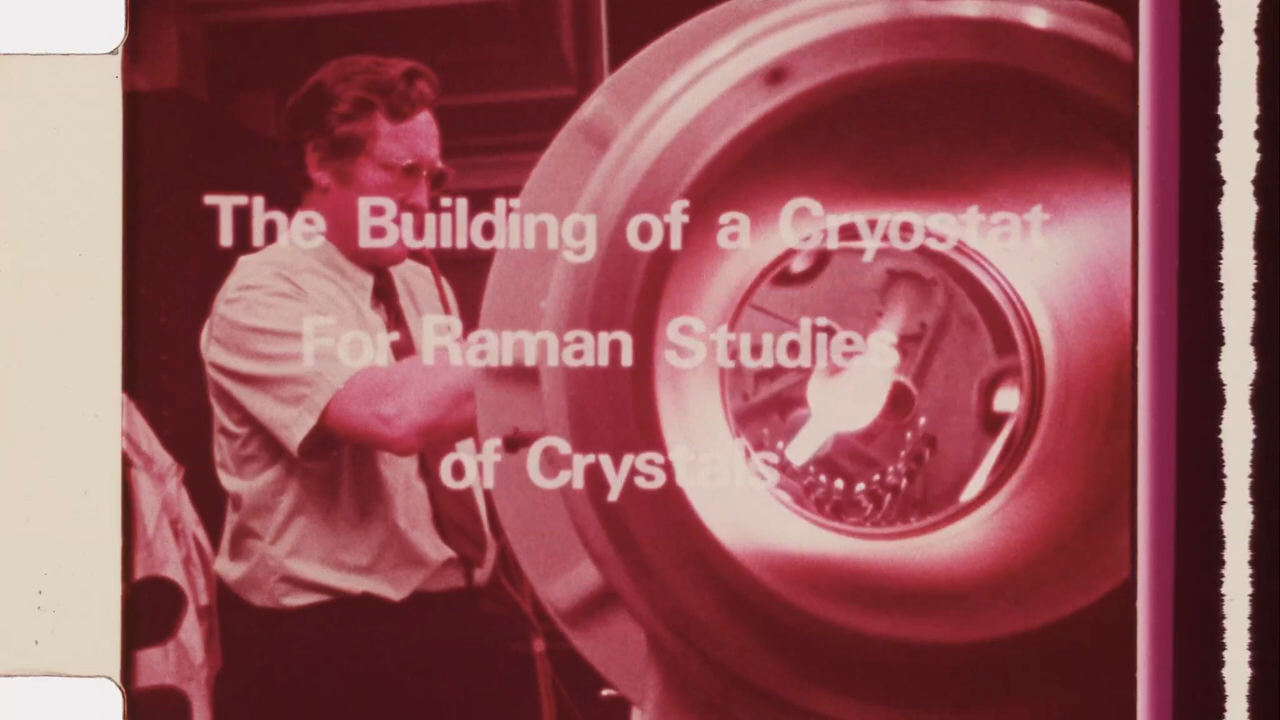 The Building of a Cryostat
For Raman Studies
of Crystals